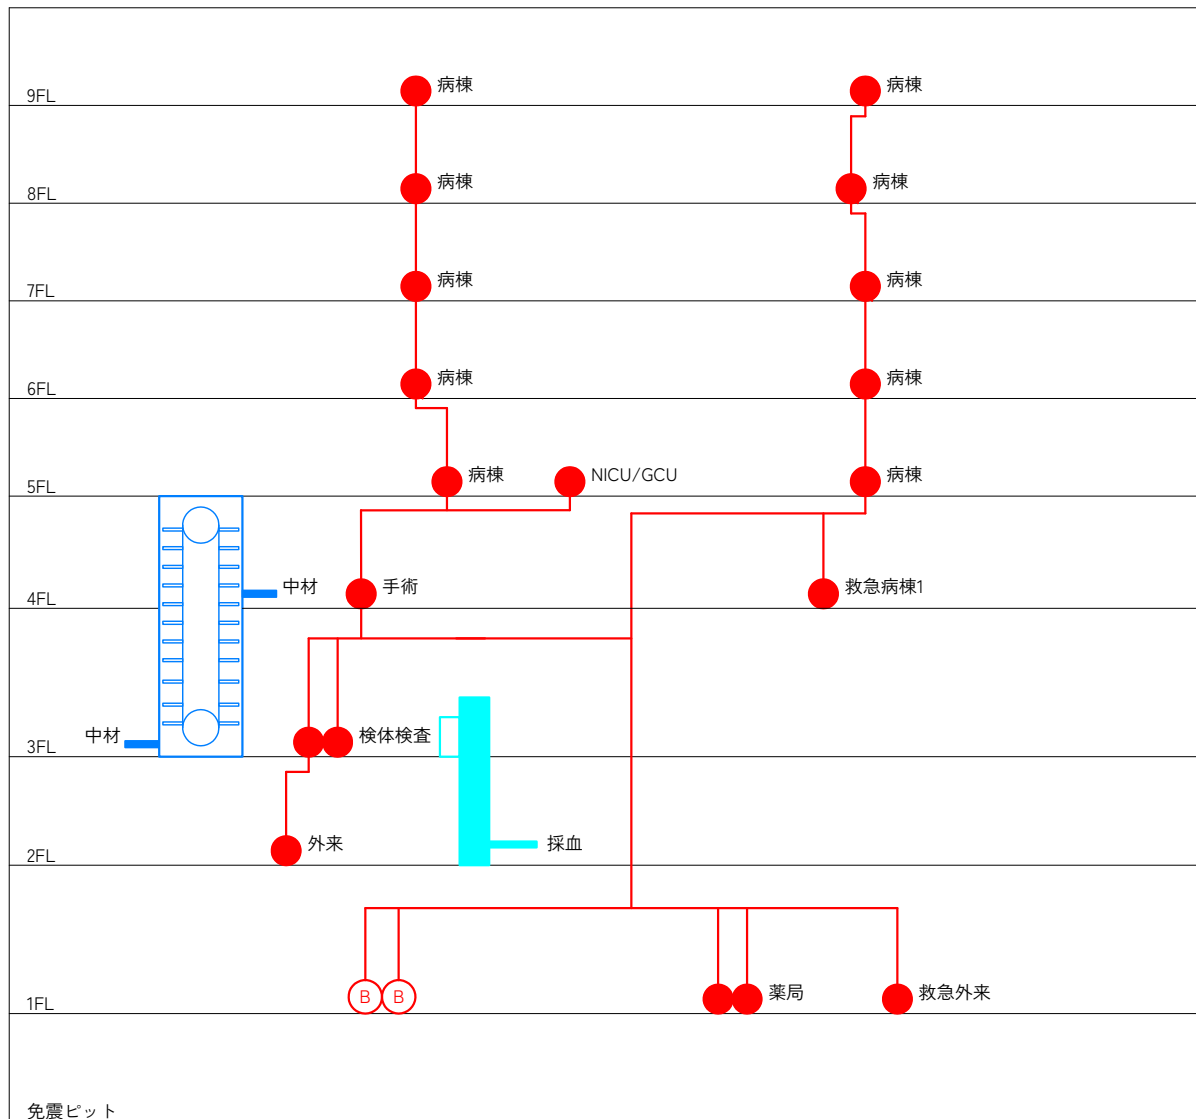 病棟 病棟
9FL
病棟 病棟
8FL
病棟 病棟
7FL
病棟 病棟
6FL
病棟 NICU/GCU 病棟
5FL
中材 手術 救急病棟1
4FL
中材 検体検査
3FL
外来 採血
2FL
B B 薬局 救急外来
1FL
免震ピット